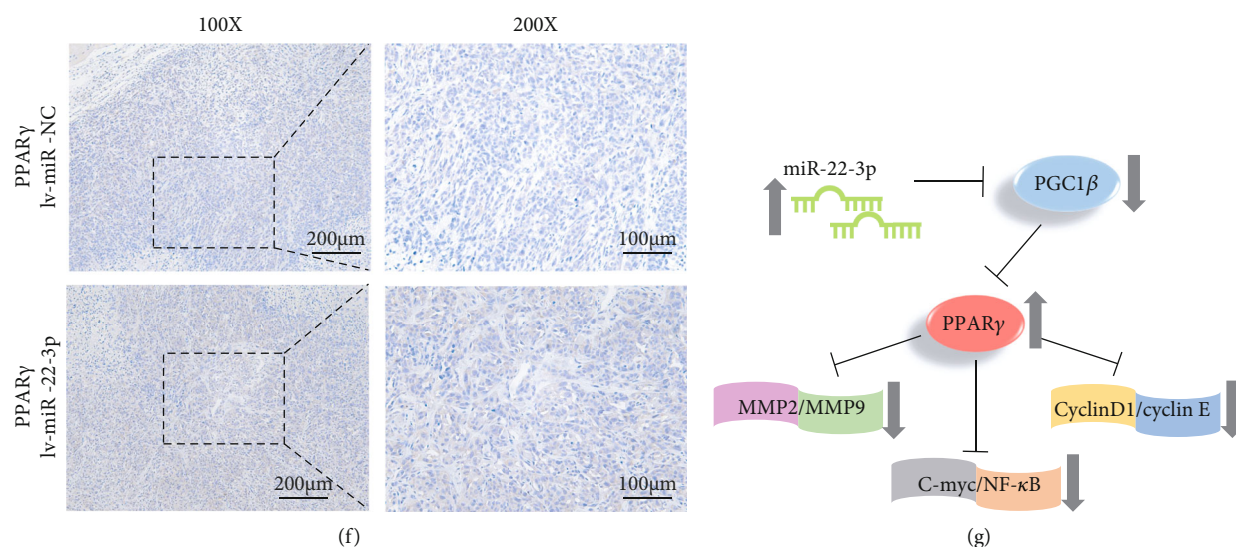 100X
200X
PPARγ
lv-miR -NC
200μm
100μm
PPARγ
lv-miR -22-3p
200μm
100μm
(f)
miR-22-3p
PGC1β
PPARγ
MMP2/MMP9
CyclinD1/cyclin E
C-myc/NF-κB
(g)